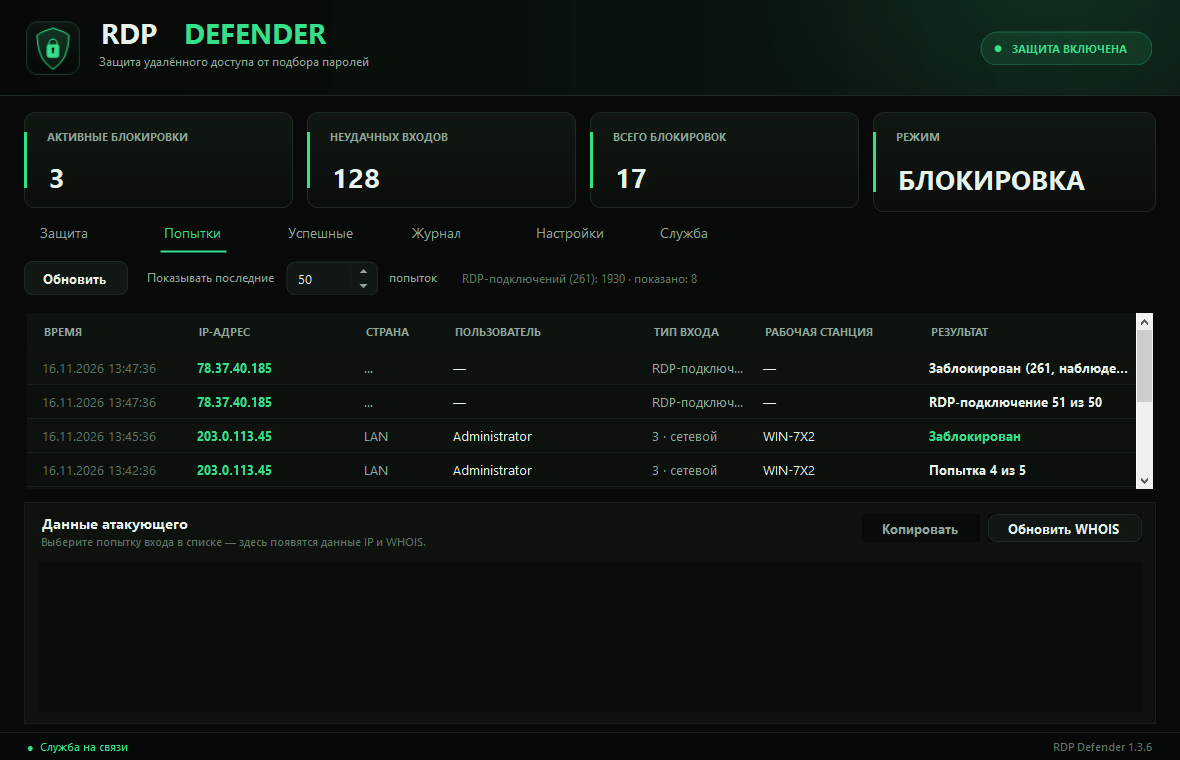 RDP DEFENDER
Защита удалённого доступа от подбора паролей
ЗАЩИТА ВКЛЮЧЕНА
АКТИВНЫЕ БЛОКИРОВКИ
3
НЕУДАЧНЫХ ВХОДОВ
128
ВСЕГО БЛОКИРОВОК
17
РЕЖИМ
БЛОКИРОВКА
Защита Попытки Успешные Журнал Настройки Служба
Обновить Показывать последние 50 попыток RDP-подключений (261): 1930 · показано: 8
ВРЕМЯ IP-АДРЕС СТРАНА ПОЛЬЗОВАТЕЛЬ ТИП ВХОДА РАБОЧАЯ СТАНЦИЯ РЕЗУЛЬТАТ
16.11.2026 13:47:36 78.37.40.185 ... — RDP-подключ... — Заблокирован (261, наблюде...
16.11.2026 13:47:36 78.37.40.185 ... — RDP-подключ... — RDP-подключение 51 из 50
16.11.2026 13:45:36 203.0.113.45 LAN Administrator 3 · сетевой WIN-7X2 Заблокирован
16.11.2026 13:42:36 203.0.113.45 LAN Administrator 3 · сетевой WIN-7X2 Попытка 4 из 5
Данные атакующего
Выберите попытку входа в списке — здесь появятся данные IP и WHOIS.
Копировать Обновить WHOIS
Служба на связи
RDP Defender 1.3.6